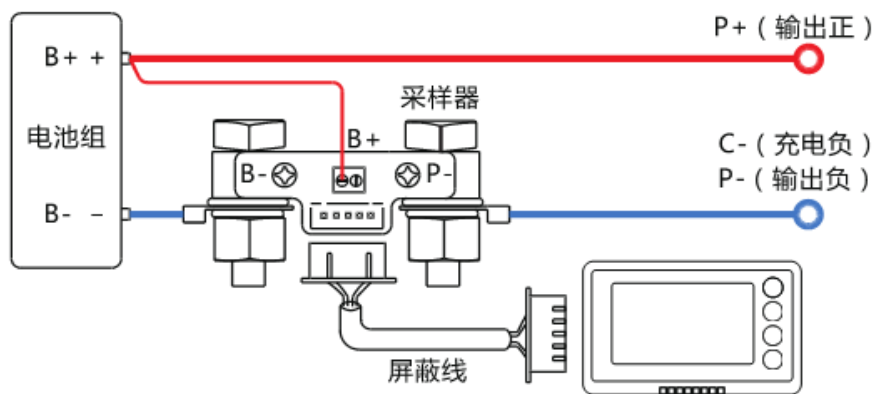 P+（输出正）
B+ +
采样器
B+
电池组
C-（充电负）
B-
P-
P-（输出负）
B- -
屏蔽线